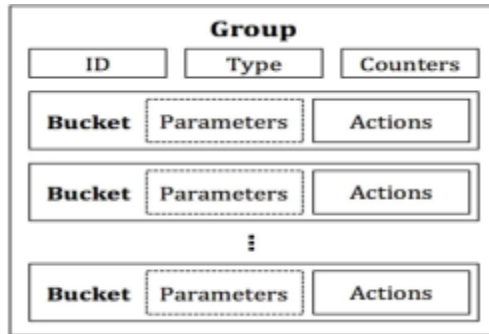 Group
ID Type Counters
Bucket Parameters Actions
Bucket Parameters Actions
Bucket Parameters Actions